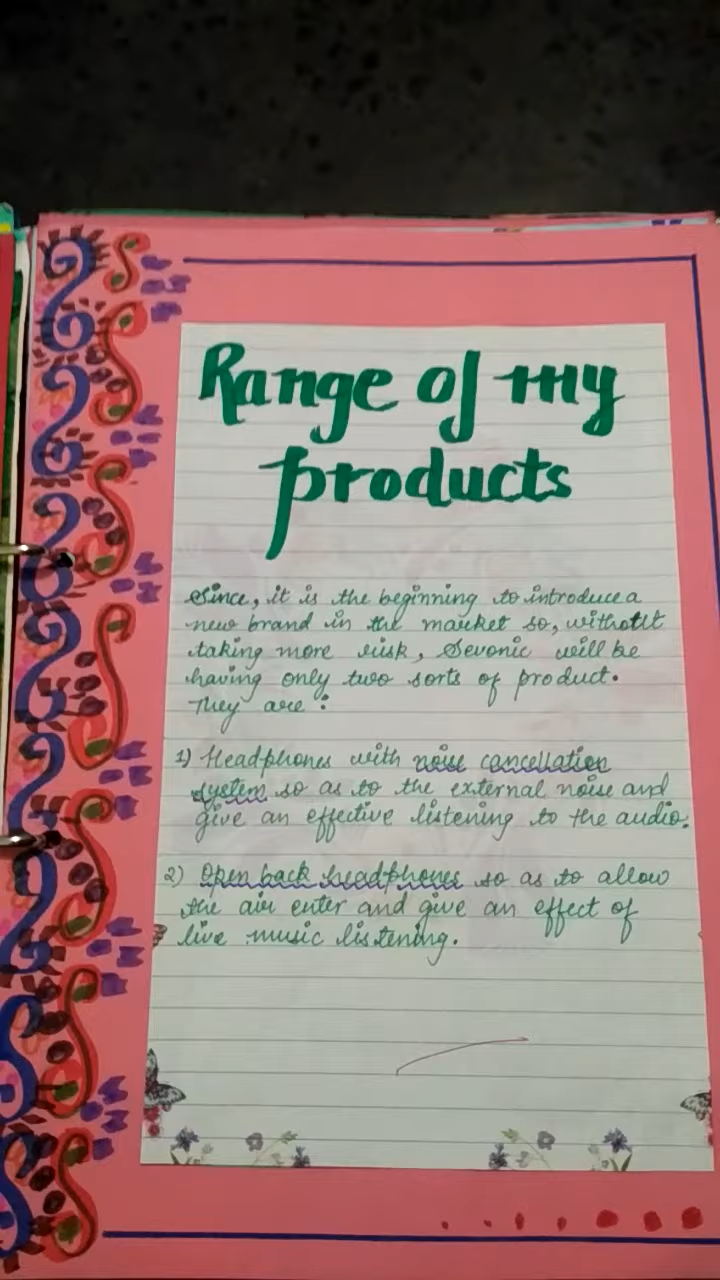 Range of my
products
Since, it is the beginning to introduce a
new brand in the market so, without
taking more risk, Sevonic will be
having only two sorts of product.
They are :
1) Headphones with noise cancellation
system so as to the external noise and
give an effective listening to the audio.
2) Open back headphones so as to allow
the air enter and give an effect of
live music listening.